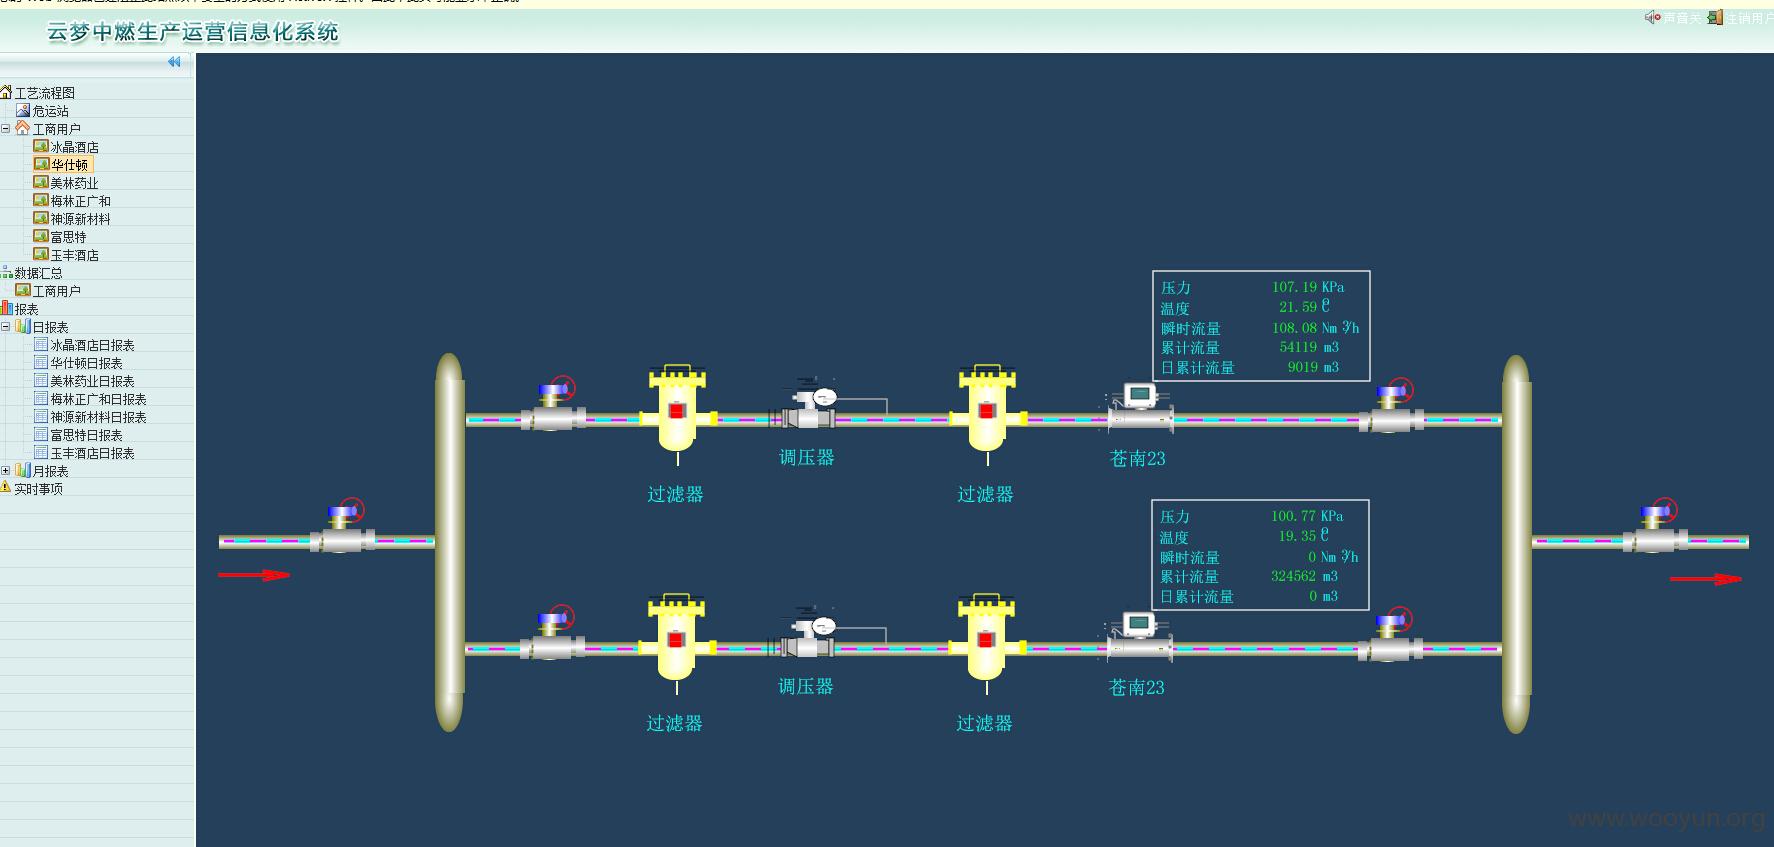 云梦中燃生产运营信息化系统
声音关 注销用户
工艺流程图
危运站
工商用户
冰晶酒店
华仕顿
美林药业
梅林正广和
神源新材料
富思特
玉丰酒店
数据汇总
工商用户
报表
日报表
冰晶酒店日报表
华仕顿日报表
美林药业日报表
梅林正广和日报表
神源新材料日报表
富思特日报表
玉丰酒店日报表
月报表
实时事项
压力 107.19 KPa
温度 21.59 ℃
瞬时流量 108.08 Nm3/h
累计流量 54119 m3
日累计流量 9019 m3
调压器
苍南23
过滤器
过滤器
压力 100.77 KPa
温度 19.35 ℃
瞬时流量 0 Nm3/h
累计流量 324562 m3
日累计流量 0 m3
调压器
苍南23
过滤器
过滤器
www.wooyun.org